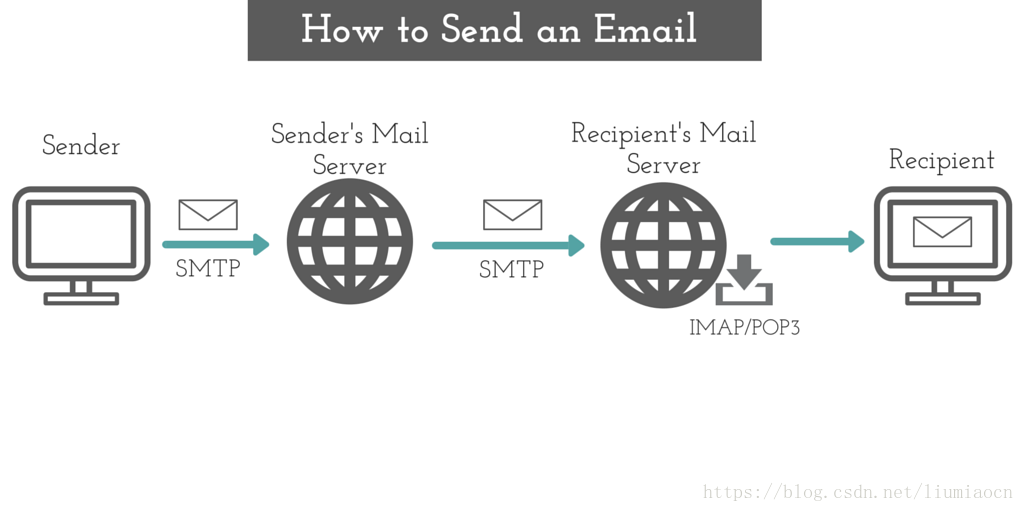 How to Send an Email
Sender
Sender's Mail
Server
Recipient's Mail
Server
Recipient
SMTP
SMTP
IMAP/POP3
https://blog.csdn.net/liumiaocn